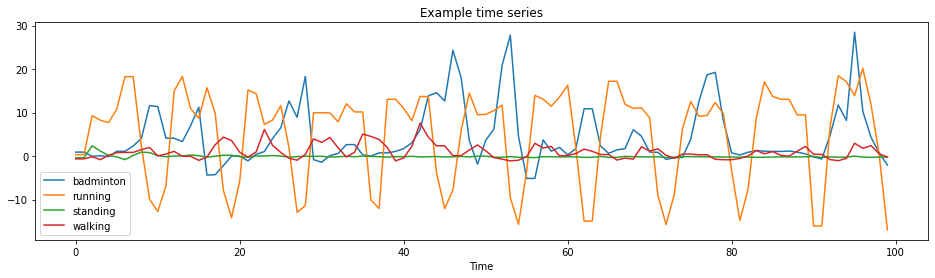 Example time series
30
20
10
0
−10
badminton
running
standing
walking
0
20
40
60
80
100
Time